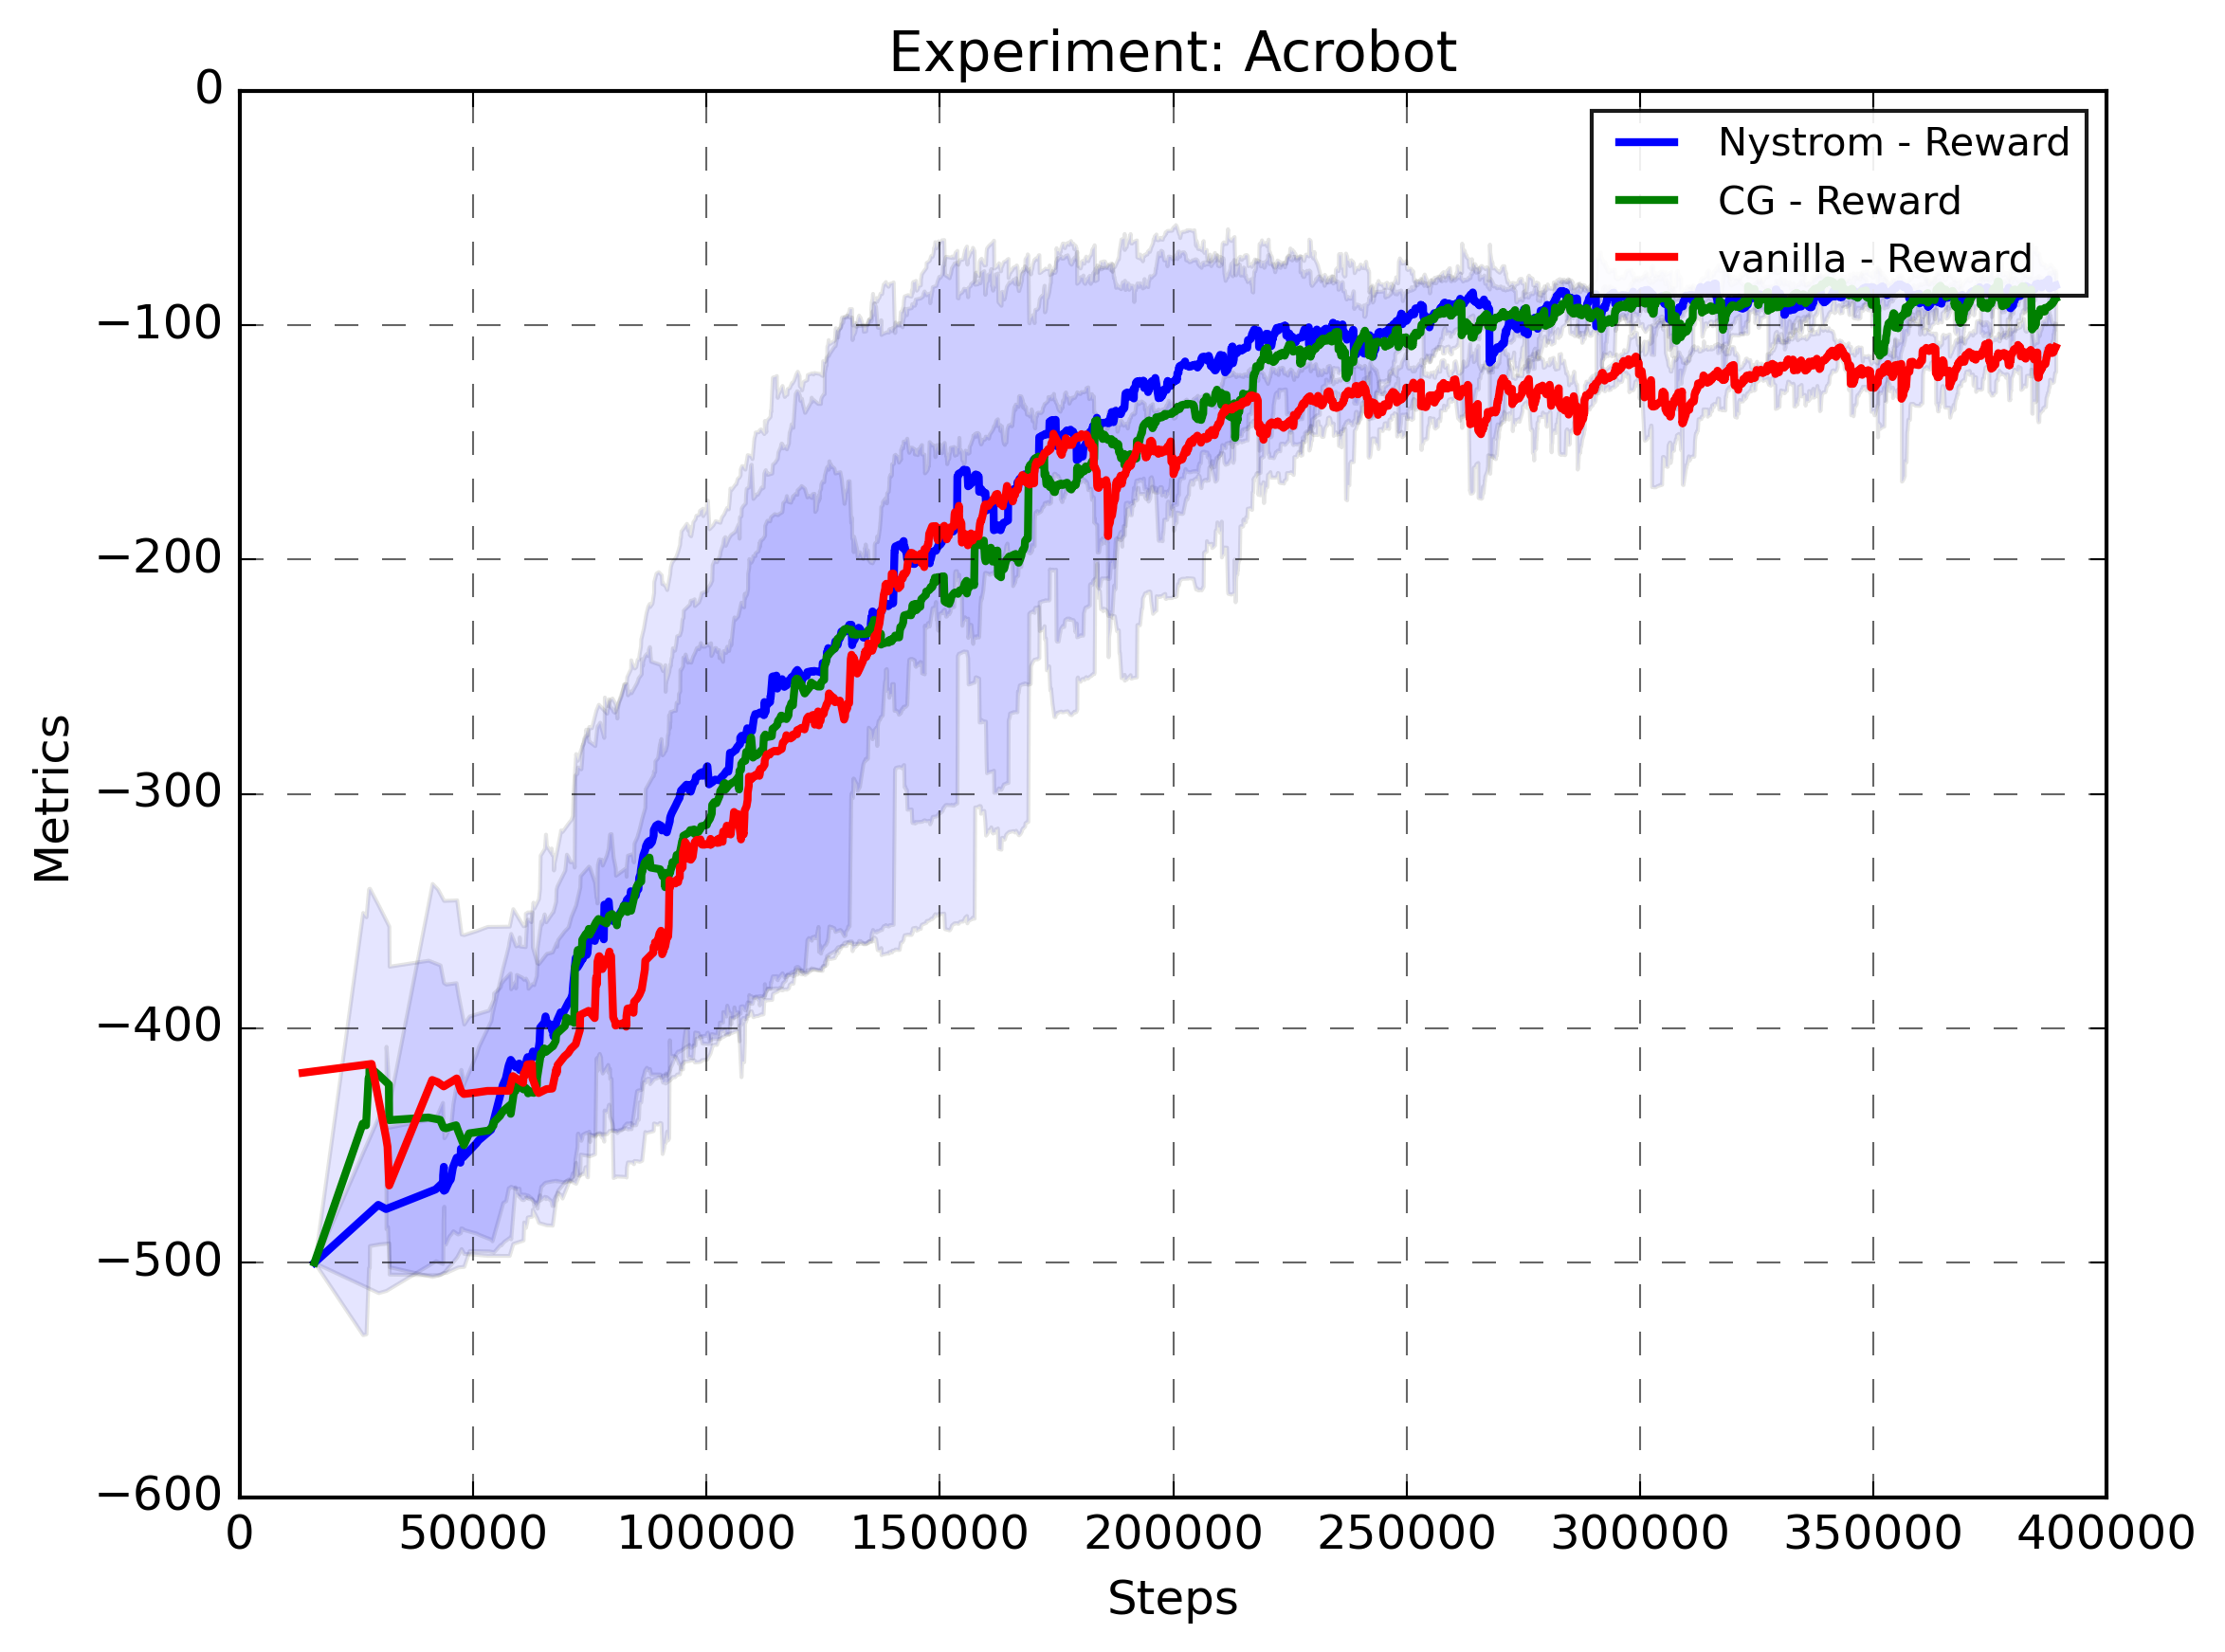 Experiment: Acrobot
0
−100
−200
−300
−400
−500
−600
Metrics
Nystrom - Reward
CG - Reward
vanilla - Reward
0 50000 100000 150000 200000 250000 300000 350000 400000
Steps